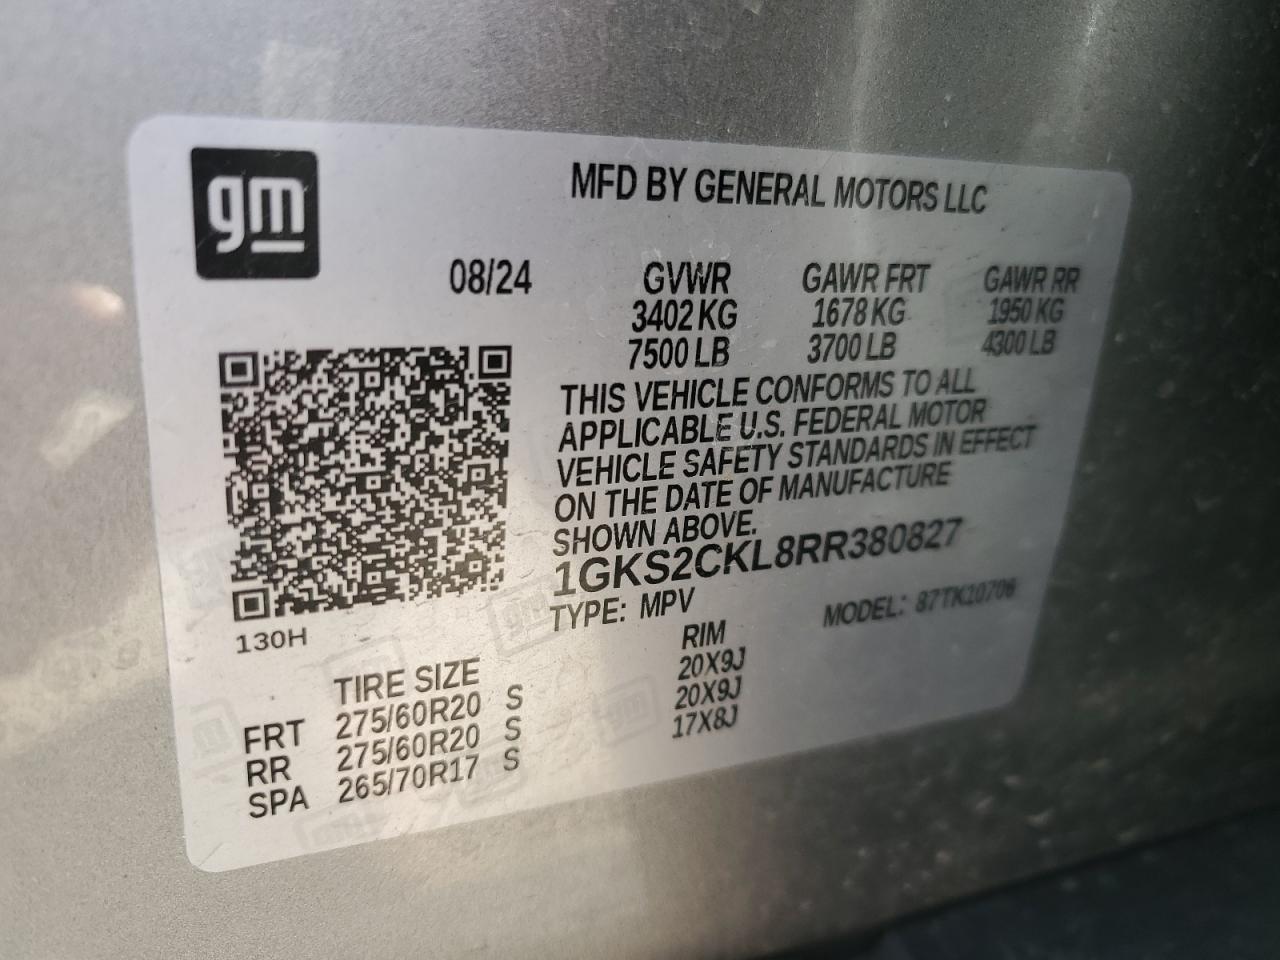 gm
MFD BY GENERAL MOTORS LLC
08/24 GVWR GAWR FRT GAWR RR
3402 KG 1678 KG 1950 KG
7500 LB 3700 LB 4300 LB
THIS VEHICLE CONFORMS TO ALL
APPLICABLE U.S. FEDERAL MOTOR
VEHICLE SAFETY STANDARDS IN EFFECT
ON THE DATE OF MANUFACTURE
SHOWN ABOVE.
1GKS2CKL8RR380827
TYPE: MPV MODEL: 87TK10706
130H
TIRE SIZE RIM
FRT 275/60R20 S 20X9J
RR 275/60R20 S 20X9J
SPA 265/70R17 S 17X8J